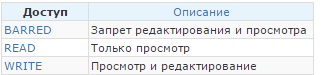 Доступ Описание
BARRED Запрет редактирования и просмотра
READ Только просмотр
WRITE Просмотр и редактирование